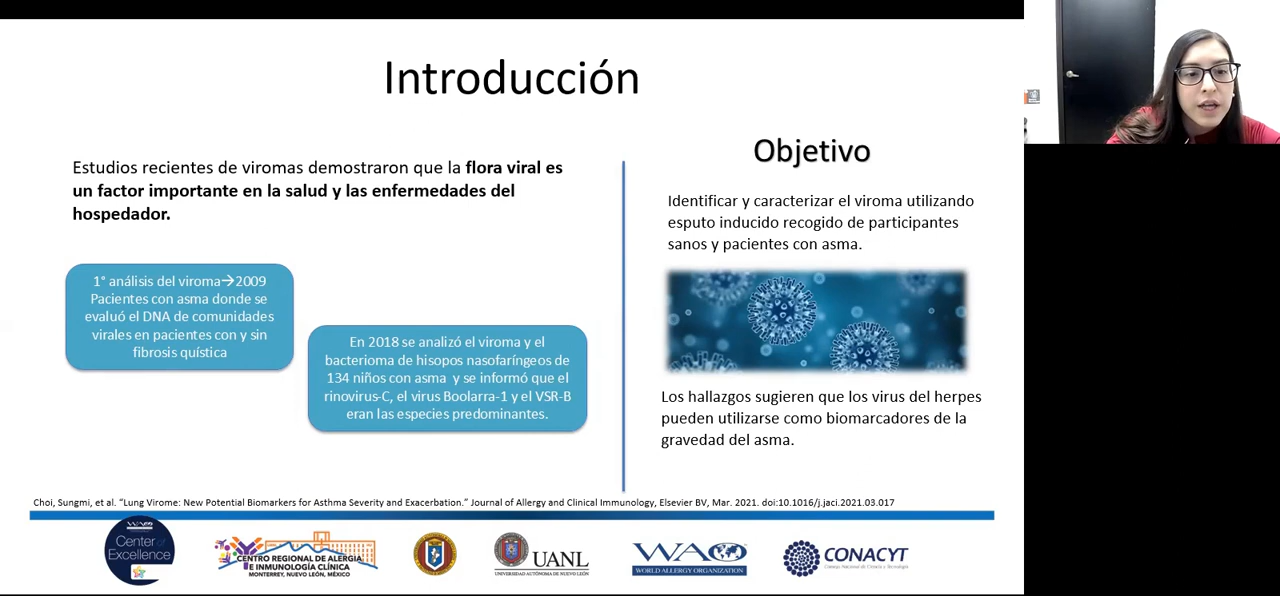 Introducción
Estudios recientes de viromas demostraron que la flora viral es
un factor importante en la salud y las enfermedades del
hospedador.
1° análisis del viroma→2009
Pacientes con asma donde se
evaluó el DNA de comunidades
virales en pacientes con y sin
fibrosis quística
En 2018 se analizó el viroma y el
bacterioma de hisopos nasofaríngeos de
134 niños con asma y se informó que el
rinovirus-C, el virus Boolarra-1 y el VSR-B
eran las especies predominantes.
Objetivo
Identificar y caracterizar el viroma utilizando
esputo inducido recogido de participantes
sanos y pacientes con asma.
Los hallazgos sugieren que los virus del herpes
pueden utilizarse como biomarcadores de la
gravedad del asma.
Choi, Sungmi, et al. "Lung Virome: New Potential Biomarkers for Asthma Severity and Exacerbation." Journal of Allergy and Clinical Immunology, Elsevier BV, Mar. 2021. doi:10.1016/j.jaci.2021.03.017
WAO
Center of
Excellence
CENTRO REGIONAL DE ALERGIA
E INMUNOLOGÍA CLÍNICA
MONTERREY, NUEVO LEÓN, MÉXICO
UANL
UNIVERSIDAD AUTÓNOMA DE NUEVO LEÓN
WAO
WORLD ALLERGY ORGANIZATION
CONACYT
Consejo Nacional de Ciencia y Tecnología